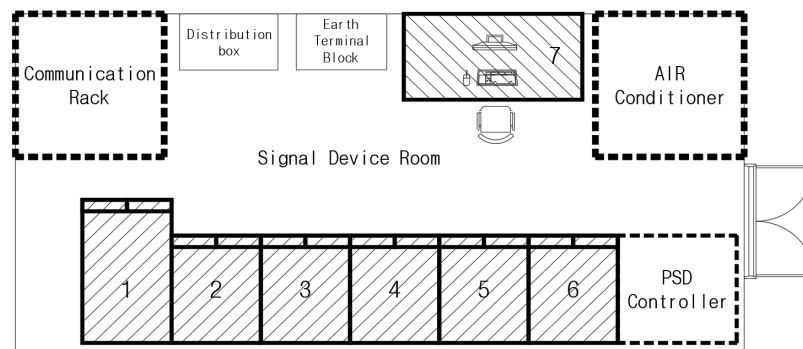 Communication
Rack
Distribution
box
Earth
Terminal
Block
7
AIR
Conditioner
Signal Device Room
1
2
3
4
5
6
PSD
Controller